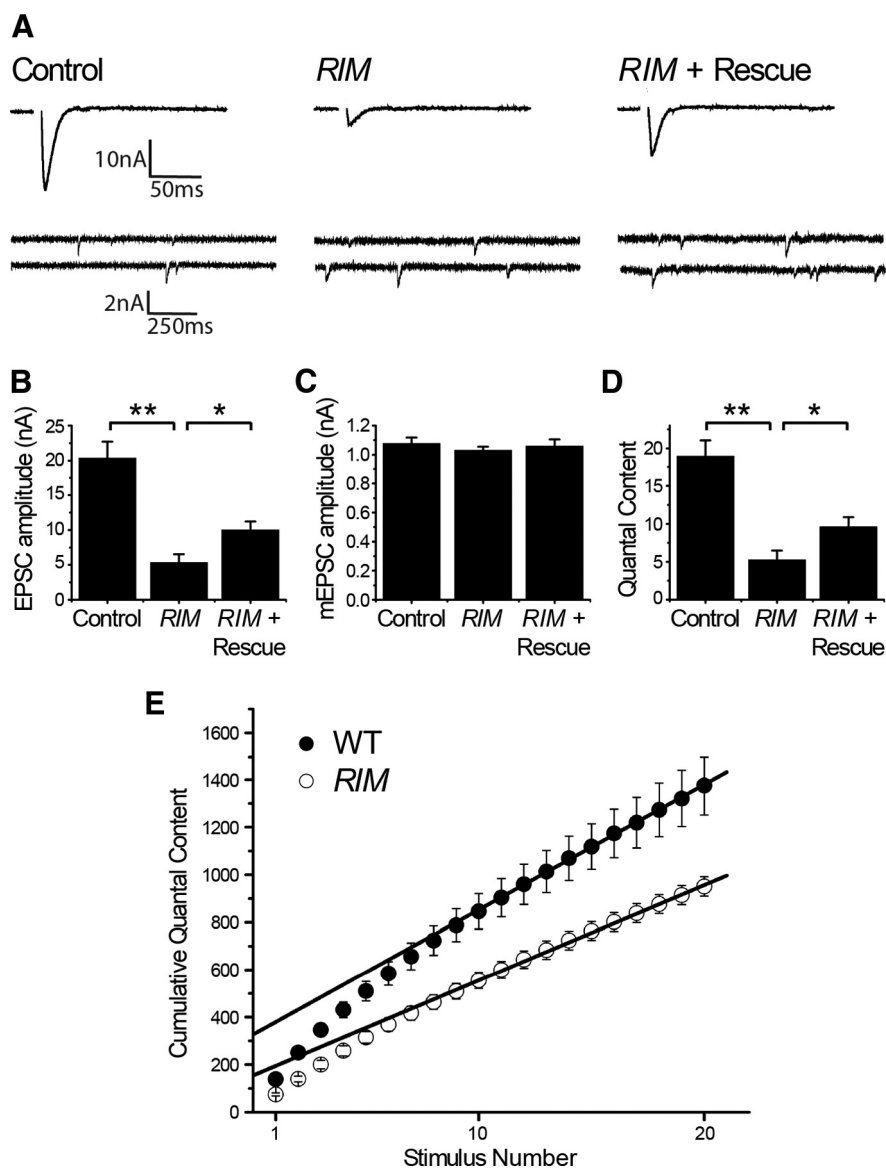 A
Control
RIM
RIM + Rescue
10nA
50ms
2nA
250ms
B
EPSC amplitude (nA)
25
20
15
10
5
0
**
*
Control
RIM
RIM +
Rescue
C
mEPSC amplitude (nA)
1.2
1.0
0.8
0.6
0.4
0.2
0.0
Control
RIM
RIM +
Rescue
D
Quantal Content
20
15
10
5
0
**
*
Control
RIM
RIM +
Rescue
E
Cumulative Quantal Content
1600
1400
1200
1000
800
600
400
200
0
WT
RIM
1
10
20
Stimulus Number